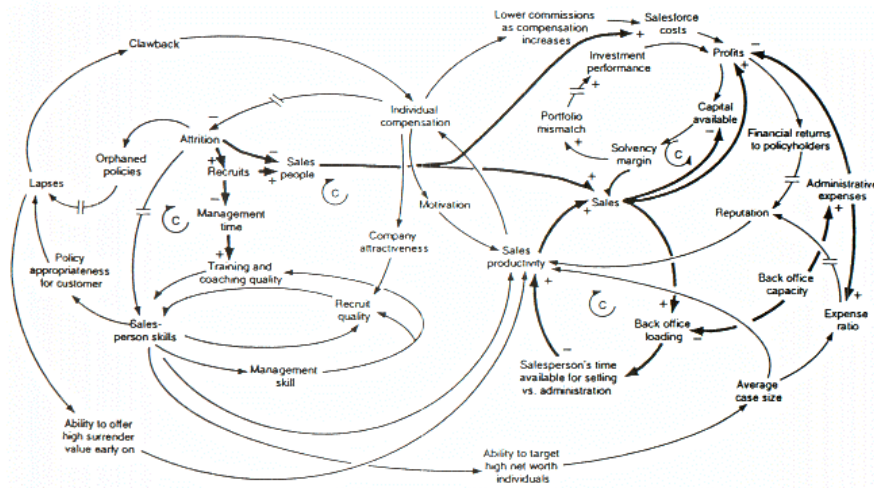 Lower commissions
as compensation
increases
Salesforce
costs
Clawback
Investment
performance
Profits
Individual
compensation
Portfolio
mismatch
Capital
available
Attrition
Financial returns
to policyholders
Orphaned
policies
Recruits
Sales
people
Solvency
margin
C
Lapses
C
Administrative
expenses
Motivation
Sales
Reputation
C
Management
time
Company
attractiveness
Sales
productivity
Policy
appropriateness
for customer
Training and
coaching quality
Back office
capacity
Recruit
quality
C
Expense
ratio
Sales-
person skills
Back office
loading
Management
skill
Salesperson's time
available for selling
vs. administration
Average
case size
Ability to offer
high surrender
value early on
Ability to target
high net worth
individuals